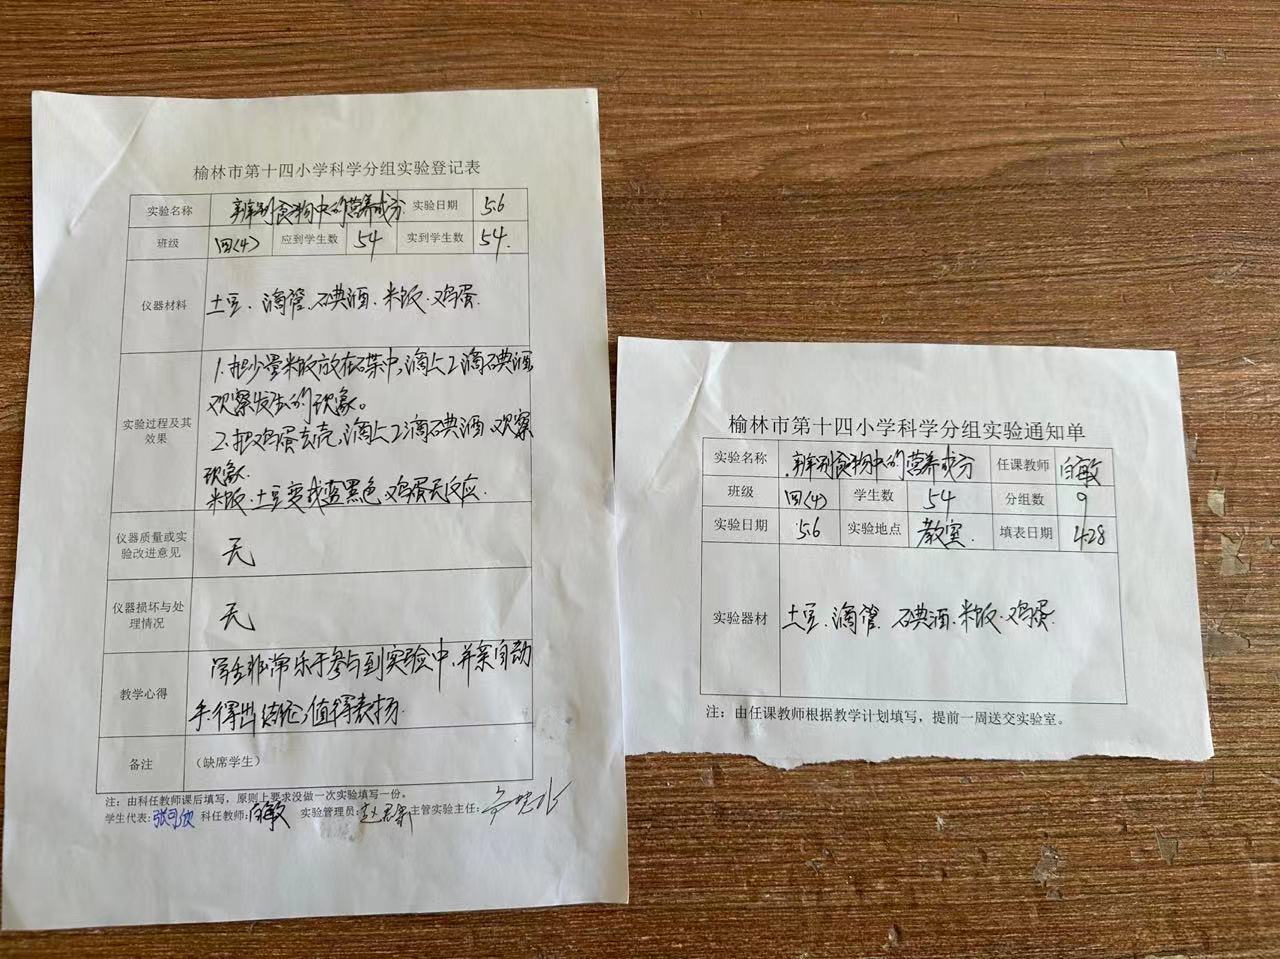 榆林市第十四小学科学分组实验登记表
实验名称 辨别食物中的营养成分 实验日期 5.6
班级 四(4) 应到学生数 54 实到学生数 54.
仪器材料 土豆、滴管、碘酒、米饭、鸡蛋
实验过程及其效果
1.把少量米饭放在碟中,滴上2滴碘酒
观察发生的现象。
2.把鸡蛋去壳,滴上2滴碘酒 观察
现象.
米饭、土豆变成蓝黑色,鸡蛋无反应.
仪器质量或实验改进意见 无
仪器损坏与处理情况 无
教学心得
学生非常乐于参与到实验中,并亲自动
手,得出结论,值得表扬.
备注 (缺席学生)
注:由科任教师课后填写,原则上要求没做一次实验填写一份。
学生代表: 科任教师:白敏 实验管理员: 主管实验主任:
榆林市第十四小学科学分组实验通知单
实验名称 辨别食物中的营养成分 任课教师 白敏
班级 四(4) 学生数 54 分组数 9
实验日期 5.6 实验地点 教室. 填表日期 4.28
实验器材 土豆、滴管、碘酒、米饭、鸡蛋.
注:由任课教师根据教学计划填写,提前一周送交实验室。